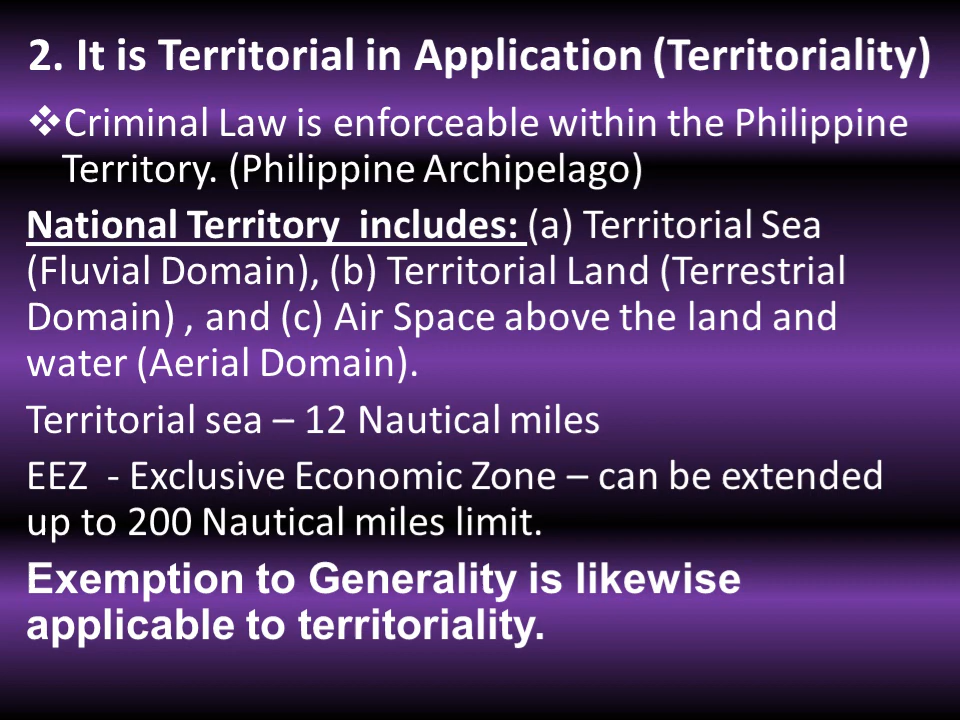 2. It is Territorial in Application (Territoriality)
❖Criminal Law is enforceable within the Philippine
Territory. (Philippine Archipelago)
National Territory  includes: (a) Territorial Sea
(Fluvial Domain), (b) Territorial Land (Terrestrial
Domain) , and (c) Air Space above the land and
water (Aerial Domain).
Territorial sea – 12 Nautical miles
EEZ  - Exclusive Economic Zone – can be extended
up to 200 Nautical miles limit.
Exemption to Generality is likewise
applicable to territoriality.